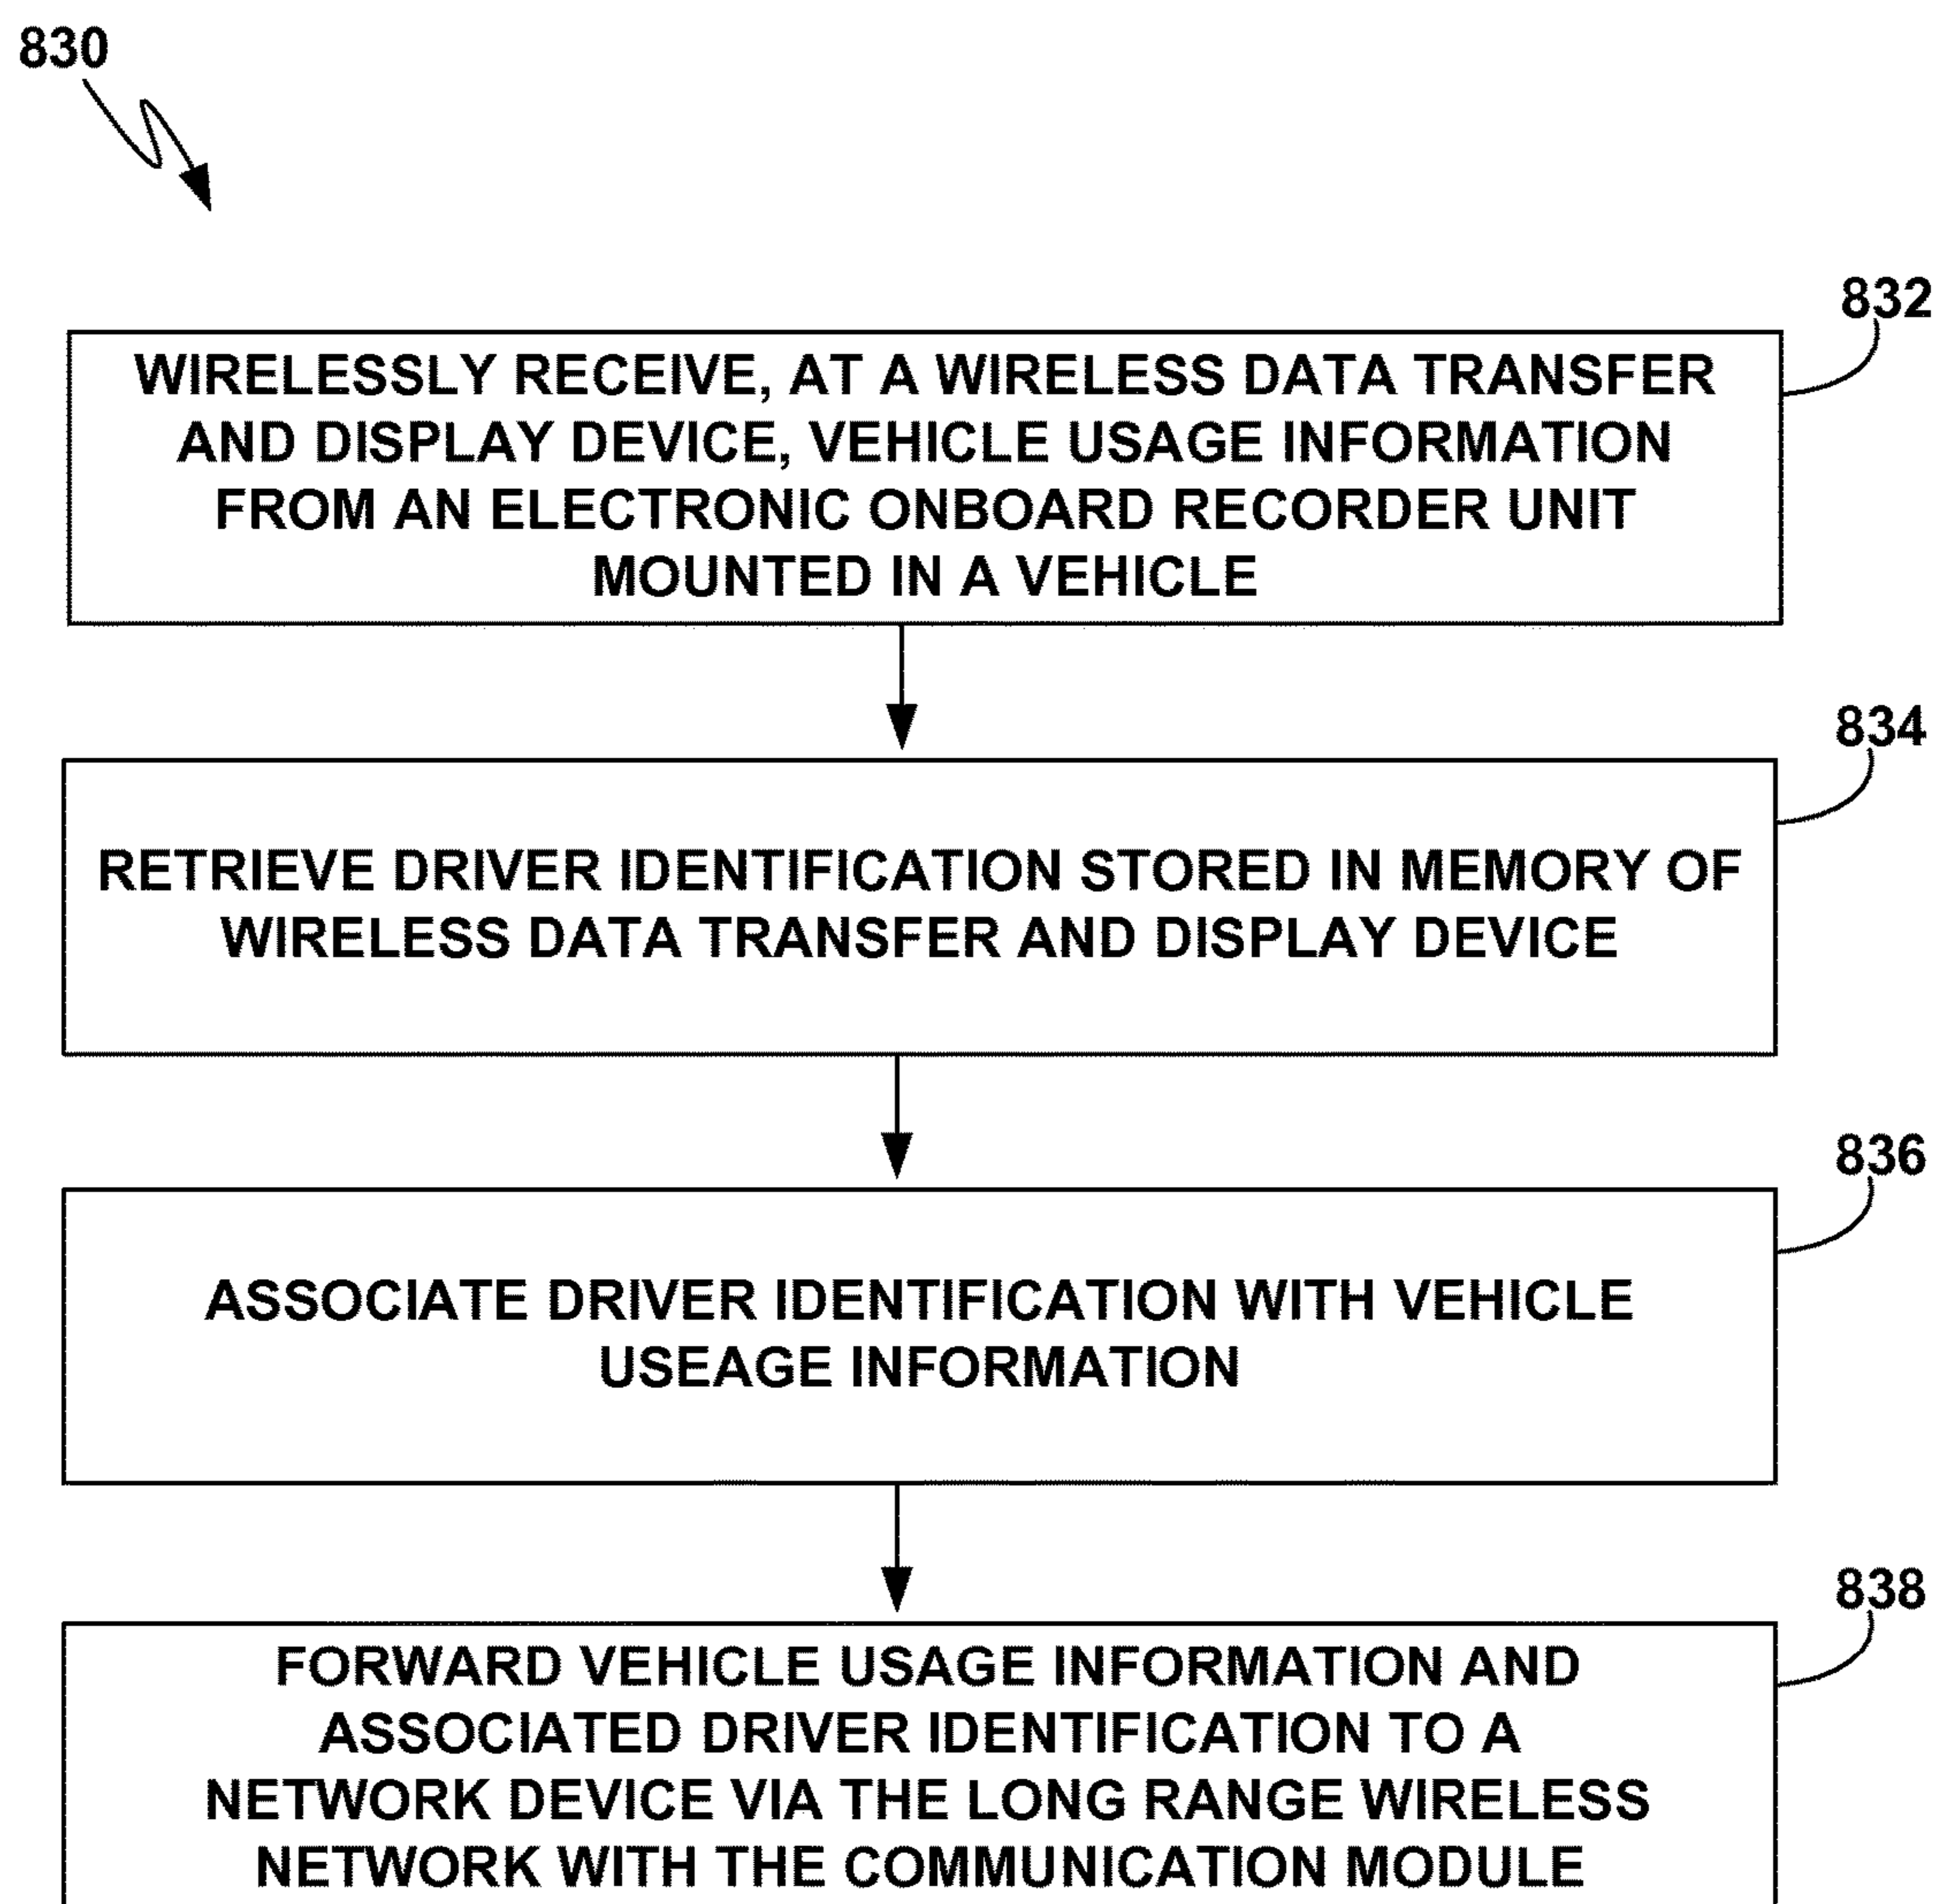 830
832
WIRELESSLY RECEIVE, AT A WIRELESS DATA TRANSFER
AND DISPLAY DEVICE, VEHICLE USAGE INFORMATION
FROM AN ELECTRONIC ONBOARD RECORDER UNIT
MOUNTED IN A VEHICLE
834
RETRIEVE DRIVER IDENTIFICATION STORED IN MEMORY OF
WIRELESS DATA TRANSFER AND DISPLAY DEVICE
836
ASSOCIATE DRIVER IDENTIFICATION WITH VEHICLE
USEAGE INFORMATION
838
FORWARD VEHICLE USAGE INFORMATION AND
ASSOCIATED DRIVER IDENTIFICATION TO A
NETWORK DEVICE VIA THE LONG RANGE WIRELESS
NETWORK WITH THE COMMUNICATION MODULE